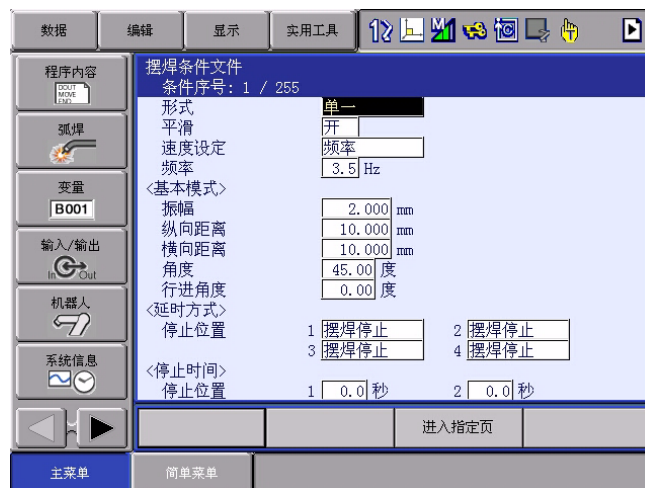 数据 编辑 显示 实用工具
程序内容
DOUT
MOVE
END
弧焊
变量
B001
输入/输出
In Out
机器人
系统信息
摆焊条件文件
条件序号: 1 / 255
形式 单一
平滑 开
速度设定 频率
频率 3.5 Hz
<基本模式>
振幅 2.000 mm
纵向距离 10.000 mm
横向距离 10.000 mm
角度 45.00 度
行进角度 0.00 度
<延时方式>
停止位置 1 摆焊停止 2 摆焊停止
3 摆焊停止 4 摆焊停止
<停止时间>
停止位置 1 0.0 秒 2 0.0 秒
进入指定页
主菜单 简单菜单